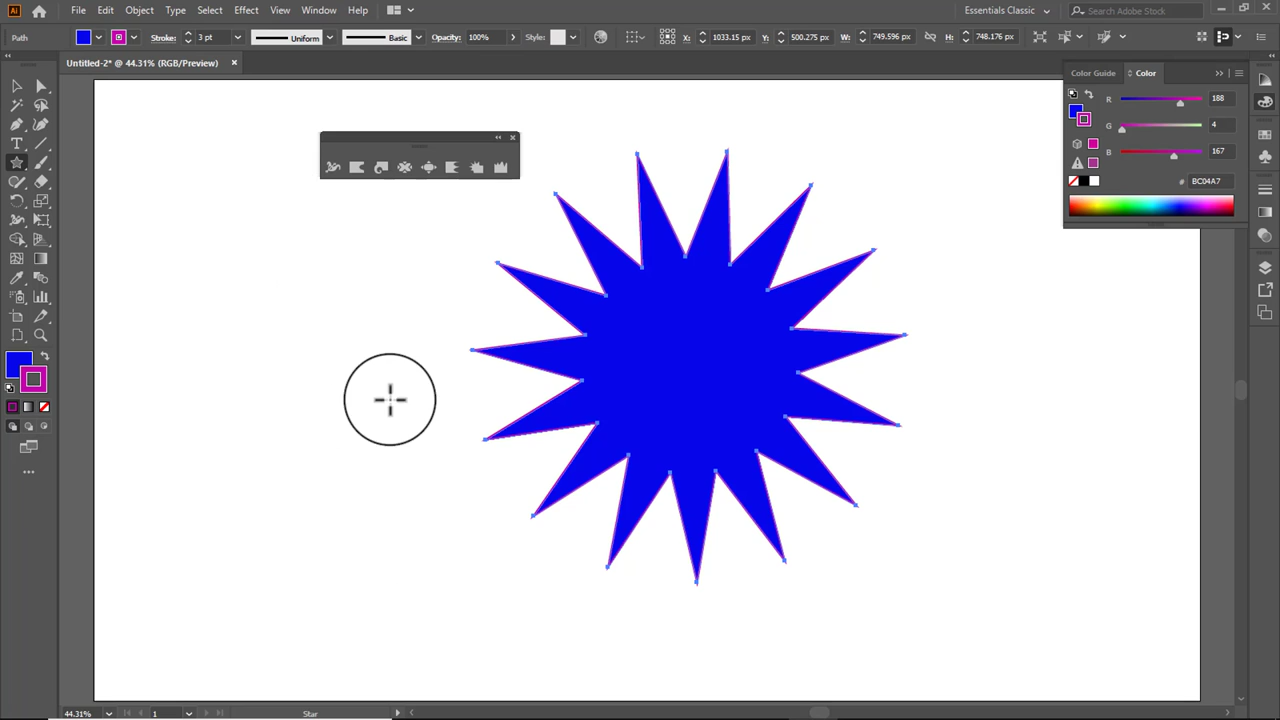 Ai File Edit Object Type Select Effect View Window Help Essentials Classic Search Adobe Stock
Path Stroke: 3 pt Uniform Basic Opacity: 100% Style: X: 1033.15 px Y: 500.275 px W: 749.596 px H: 748.176 px
Untitled-2* @ 44.31% (RGB/Preview)
Color Guide Color
R 188
G 4
B 167
# BC04A7
44.31% 1 Star